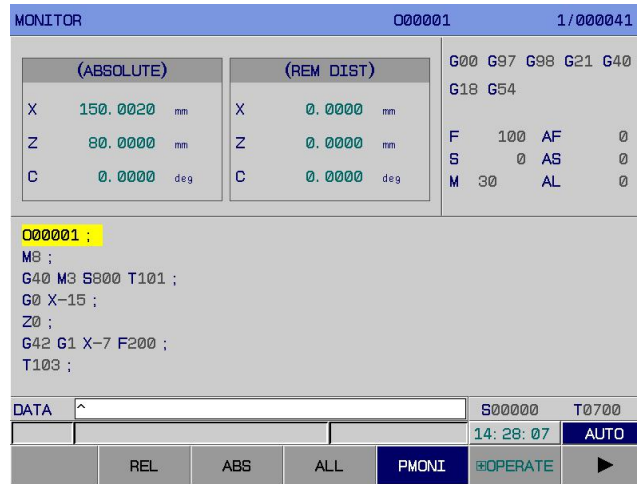 MONITOR O00001 1/000041
(ABSOLUTE) (REM DIST) G00 G97 G98 G21 G40
G18 G54
X 150.0020 mm X 0.0000 mm
Z 80.0000 mm Z 0.0000 mm F 100 AF 0
S 0 AS 0
C 0.0000 deg C 0.0000 deg M 30 AL 0
O00001 ;
M8 ;
G40 M3 S800 T101 ;
G0 X-15 ;
Z0 ;
G42 G1 X-7 F200 ;
T103 ;
DATA ^ S00000 T0700
14:28:07 AUTO
REL ABS ALL PMONI ⊞OPERATE ▶